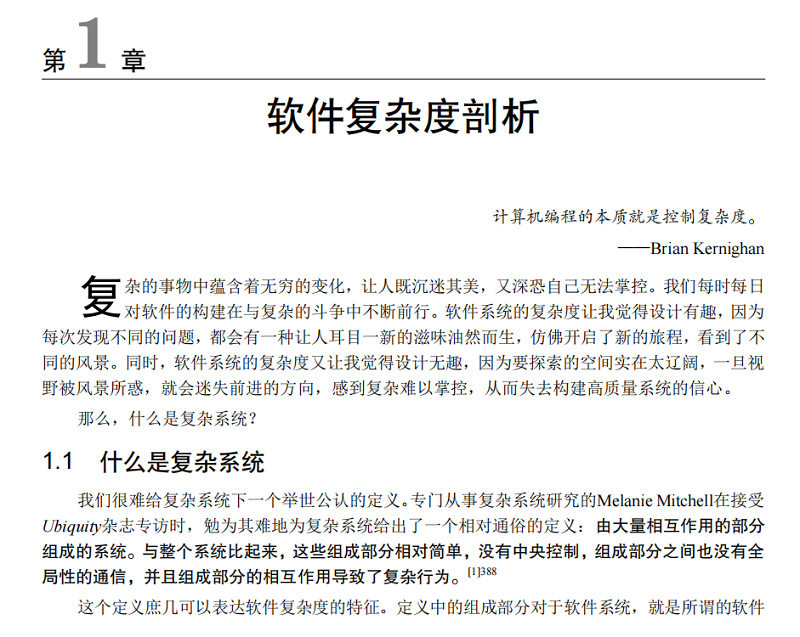 第1章
软件复杂度剖析
计算机编程的本质就是控制复杂度。
——Brian Kernighan
复杂的事物中蕴含着无穷的变化，让人既沉迷其美，又深恐自己无法掌控。我们每时每日
对软件的构建在与复杂的斗争中不断前行。软件系统的复杂度让我觉得设计有趣，因为
每次发现不同的问题，都会有一种让人耳目一新的滋味油然而生，仿佛开启了新的旅程，看到了不
同的风景。同时，软件系统的复杂度又让我觉得设计无趣，因为要探索的空间实在太辽阔，一旦视
野被风景所惑，就会迷失前进的方向，感到复杂难以掌控，从而失去构建高质量系统的信心。
那么，什么是复杂系统？
1.1 什么是复杂系统
我们很难给复杂系统下一个举世公认的定义。专门从事复杂系统研究的Melanie Mitchell在接受
Ubiquity杂志专访时，勉为其难地为复杂系统给出了一个相对通俗的定义：由大量相互作用的部分
组成的系统。与整个系统比起来，这些组成部分相对简单，没有中央控制，组成部分之间也没有全
局性的通信，并且组成部分的相互作用导致了复杂行为。[1]388
这个定义庶几可以表达软件复杂度的特征。定义中的组成部分对于软件系统，就是所谓的软件